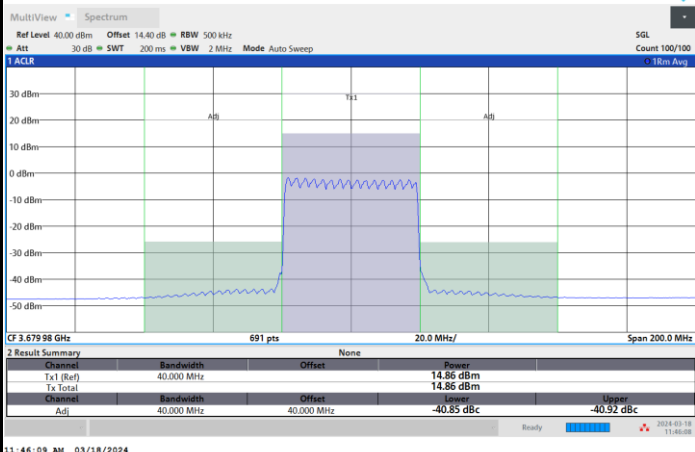 MultiView Spectrum
Ref Level 40.00 dBm Offset 14.40 dB RBW 500 kHz SGL
Att 30 dB SWT 200 ms VBW 2 MHz Mode Auto Sweep Count 100/100
1 ACLR 1Rm Avg
30 dBm
Tx1
20 dBm
Adj Adj
10 dBm
0 dBm
-10 dBm
-20 dBm
-30 dBm
-40 dBm
-50 dBm
CF 3.67998 GHz 691 pts 20.0 MHz/ Span 200.0 MHz
2 Result Summary None
Channel Bandwidth Offset Power
Tx1 (Ref) 40.000 MHz 14.86 dBm
Tx Total 14.86 dBm
Channel Bandwidth Offset Lower Upper
Adj 40.000 MHz 40.000 MHz -40.85 dBc -40.92 dBc
Ready 2024-03-18
11:46:08
11:46:09 AM 03/18/2024